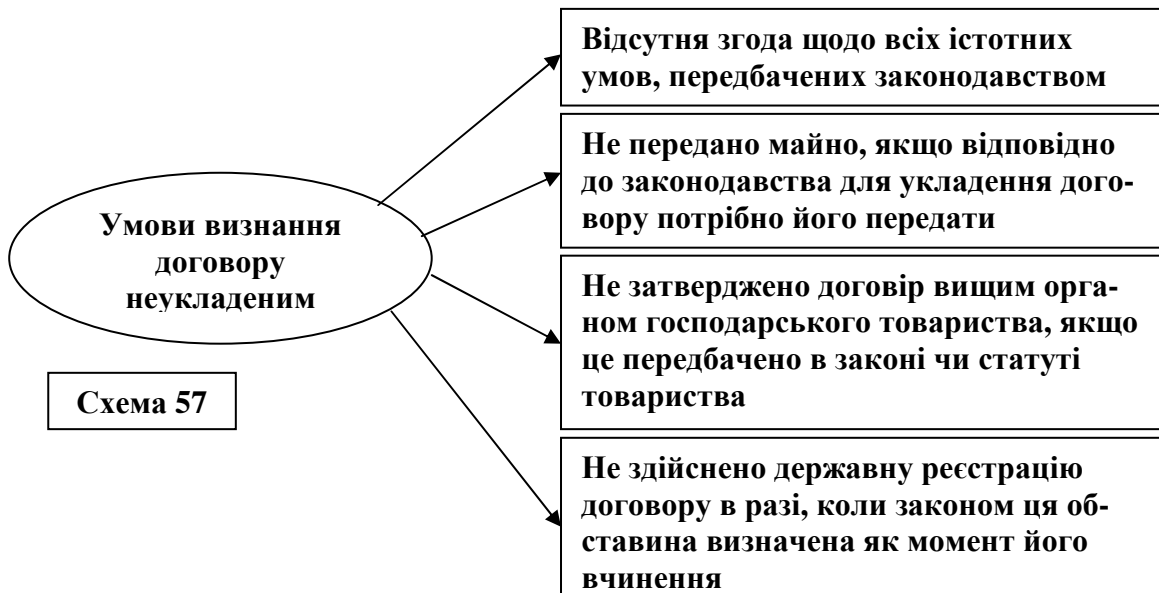 Відсутня згода щодо всіх істотних
умов, передбачених законодавством
Не передано майно, якщо відповідно
до законодавства для укладення дого-
вору потрібно його передати
Умови визнання
договору
неукладеним
Не затверджено договір вищим орга-
ном господарського товариства, якщо
це передбачено в законі чи статуті
товариства
Схема 57
Не здійснено державну реєстрацію
договору в разі, коли законом ця об-
ставина визначена як момент його
вчинення